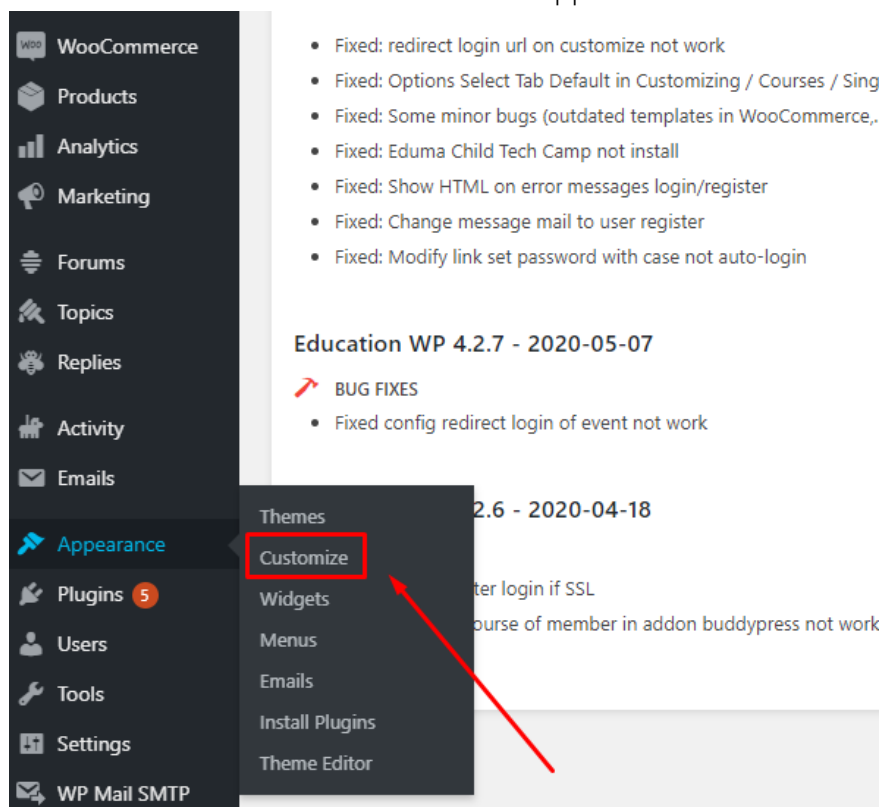 WooCommerce
Products
Analytics
Marketing
Forums
Topics
Replies
Activity
Emails
Appearance
Plugins 5
Users
Tools
Settings
WP Mail SMTP
Themes
Customize
Widgets
Menus
Emails
Install Plugins
Theme Editor
Fixed: redirect login url on customize not work
Fixed: Options Select Tab Default in Customizing / Courses / Sing
Fixed: Some minor bugs (outdated templates in WooCommerce,.
Fixed: Eduma Child Tech Camp not install
Fixed: Show HTML on error messages login/register
Fixed: Change message mail to user register
Fixed: Modify link set password with case not auto-login
Education WP 4.2.7 - 2020-05-07
BUG FIXES
Fixed config redirect login of event not work
2.6 - 2020-04-18
ter login if SSL
ourse of member in addon buddypress not work